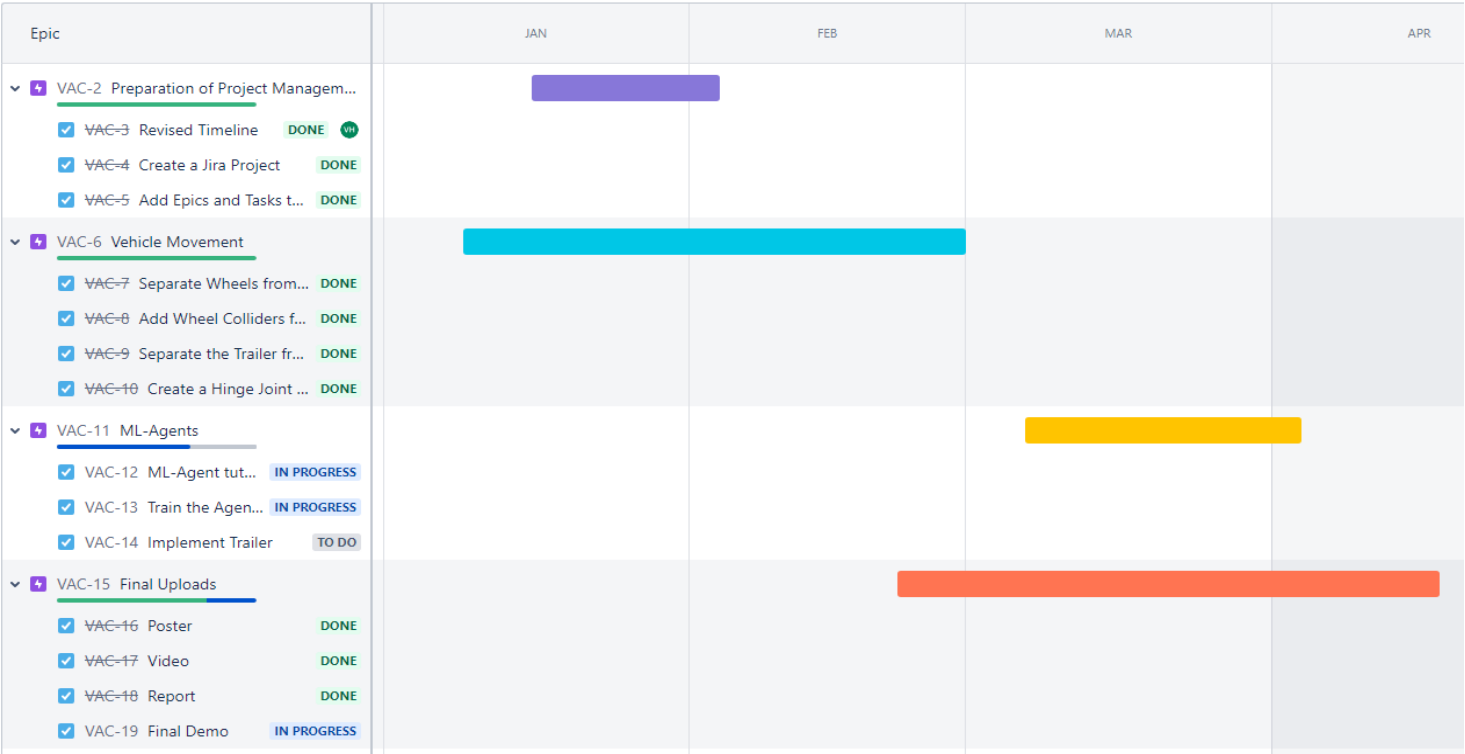 Epic JAN FEB MAR APR
VAC-2 Preparation of Project Managem...
VAC-3 Revised Timeline DONE VH
VAC-4 Create a Jira Project DONE
VAC-5 Add Epics and Tasks t... DONE
VAC-6 Vehicle Movement
VAC-7 Separate Wheels from... DONE
VAC-8 Add Wheel Colliders f... DONE
VAC-9 Separate the Trailer fr... DONE
VAC-10 Create a Hinge Joint ... DONE
VAC-11 ML-Agents
VAC-12 ML-Agent tut... IN PROGRESS
VAC-13 Train the Agen... IN PROGRESS
VAC-14 Implement Trailer TO DO
VAC-15 Final Uploads
VAC-16 Poster DONE
VAC-17 Video DONE
VAC-18 Report DONE
VAC-19 Final Demo IN PROGRESS